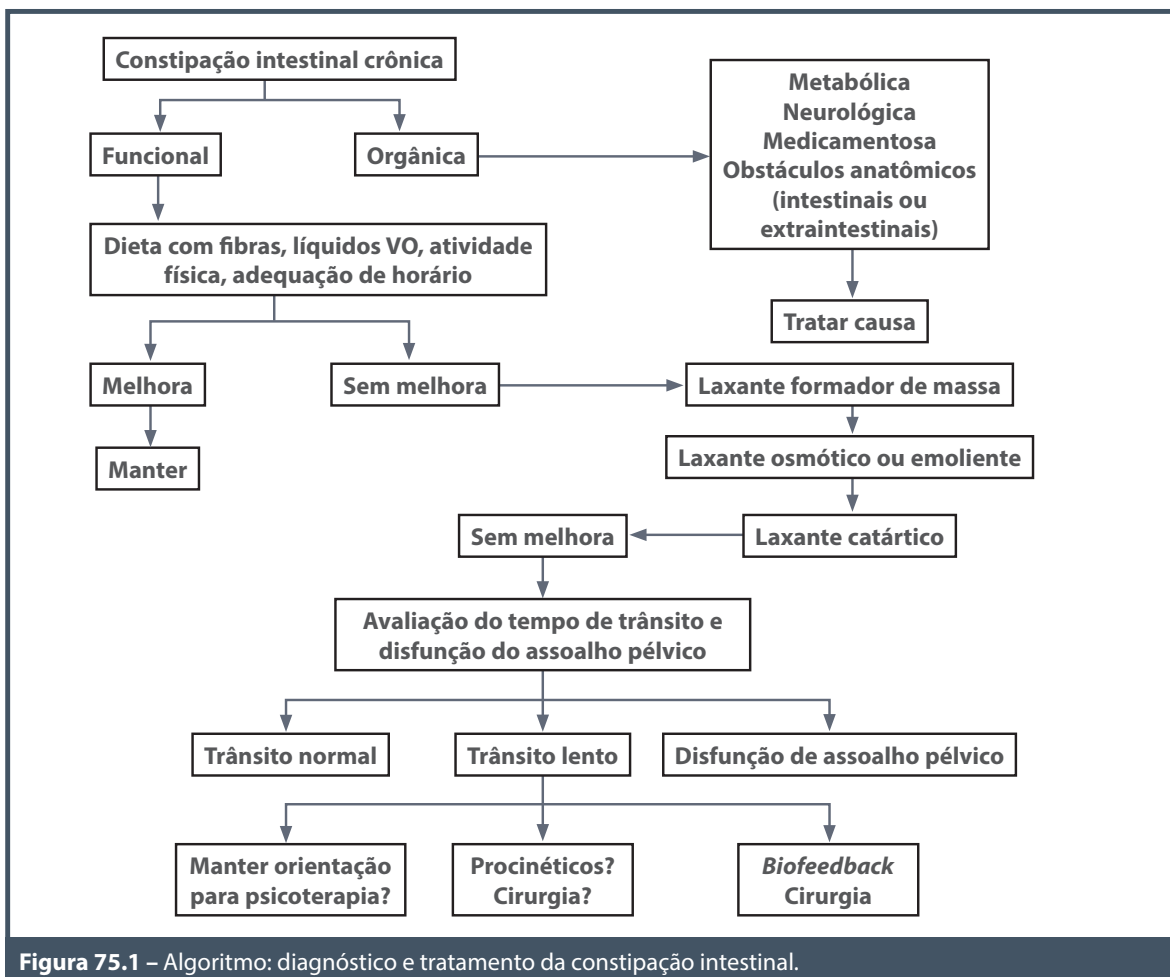 Constipação intestinal crônica
Funcional
Orgânica
Metabólica
Neurológica
Medicamentosa
Obstáculos anatômicos
(intestinais ou
extraintestinais)
Dieta com fibras, líquidos VO, atividade
física, adequação de horário
Tratar causa
Melhora
Sem melhora
Laxante formador de massa
Manter
Laxante osmótico ou emoliente
Sem melhora
Laxante catártico
Avaliação do tempo de trânsito e
disfunção do assoalho pélvico
Trânsito normal
Trânsito lento
Disfunção de assoalho pélvico
Manter orientação
para psicoterapia?
Procinéticos?
Cirurgia?
Biofeedback
Cirurgia
Figura 75.1 – Algoritmo: diagnóstico e tratamento da constipação intestinal.